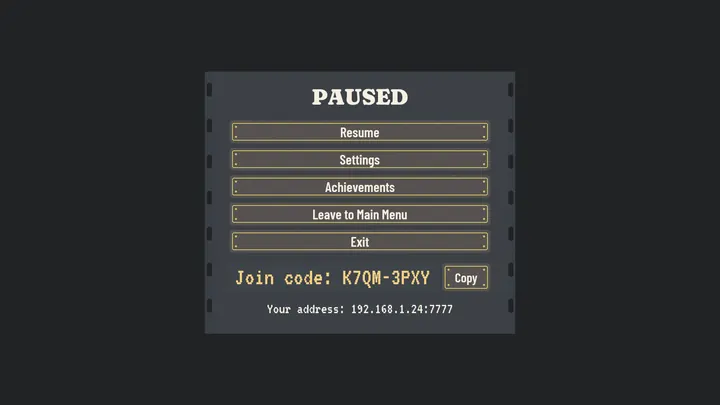 PAUSED
Resume
Settings
Achievements
Leave to Main Menu
Exit
Join code: K7QM-3PXY Copy
Your address: 192.168.1.24:7777